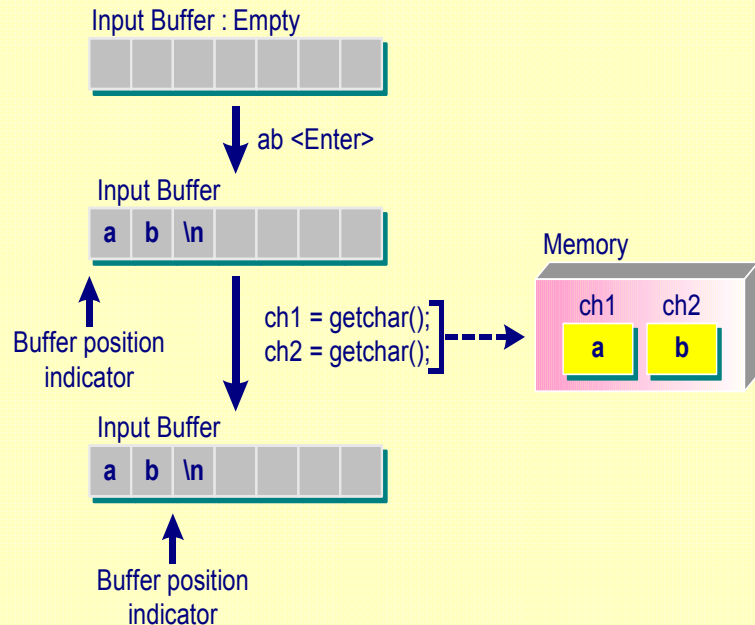 Input Buffer : Empty
ab <Enter>
Input Buffer
a b \n
Buffer position
indicator
ch1 = getchar();
ch2 = getchar();
Memory
ch1 ch2
a b
Input Buffer
a b \n
Buffer position
indicator